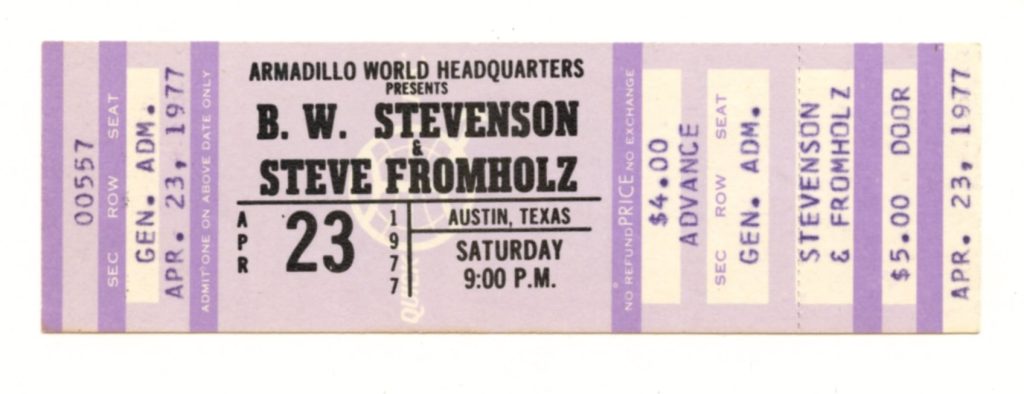 00557
SEC ROW SEAT
GEN. ADM.
APR. 23, 1977
ADMIT ONE ON ABOVE DATE ONLY
ARMADILLO WORLD HEADQUARTERS
PRESENTS
B. W. STEVENSON
&
STEVE FROMHOLZ
APR
23
1977
AUSTIN, TEXAS
SATURDAY
9:00 P.M.
NO REFUND PRICE NO EXCHANGE
$4.00
ADVANCE
SEC ROW SEAT
GEN. ADM.
STEVENSON
& FROMHOLZ
$5.00 DOOR
APR. 23, 1977